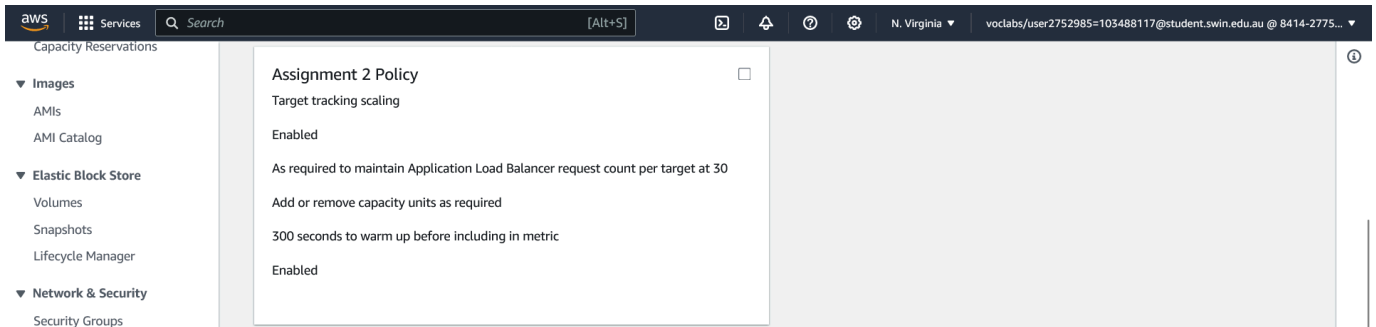 aws
Services
Search
[Alt+S]
N. Virginia
voclabs/user2752985=103488117@student.swin.edu.au @ 8414-2775...
Capacity Reservations
Images
AMIs
AMI Catalog
Elastic Block Store
Volumes
Snapshots
Lifecycle Manager
Network & Security
Security Groups
Assignment 2 Policy
Target tracking scaling
Enabled
As required to maintain Application Load Balancer request count per target at 30
Add or remove capacity units as required
300 seconds to warm up before including in metric
Enabled